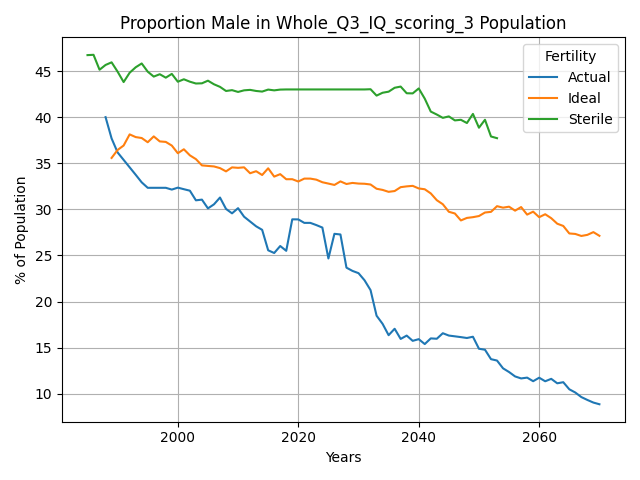 Proportion Male in Whole_Q3_IQ_scoring_3 Population
Fertility
Actual
Ideal
Sterile
% of Population
45
40
35
30
25
20
15
10
2000
2020
2040
2060
Years